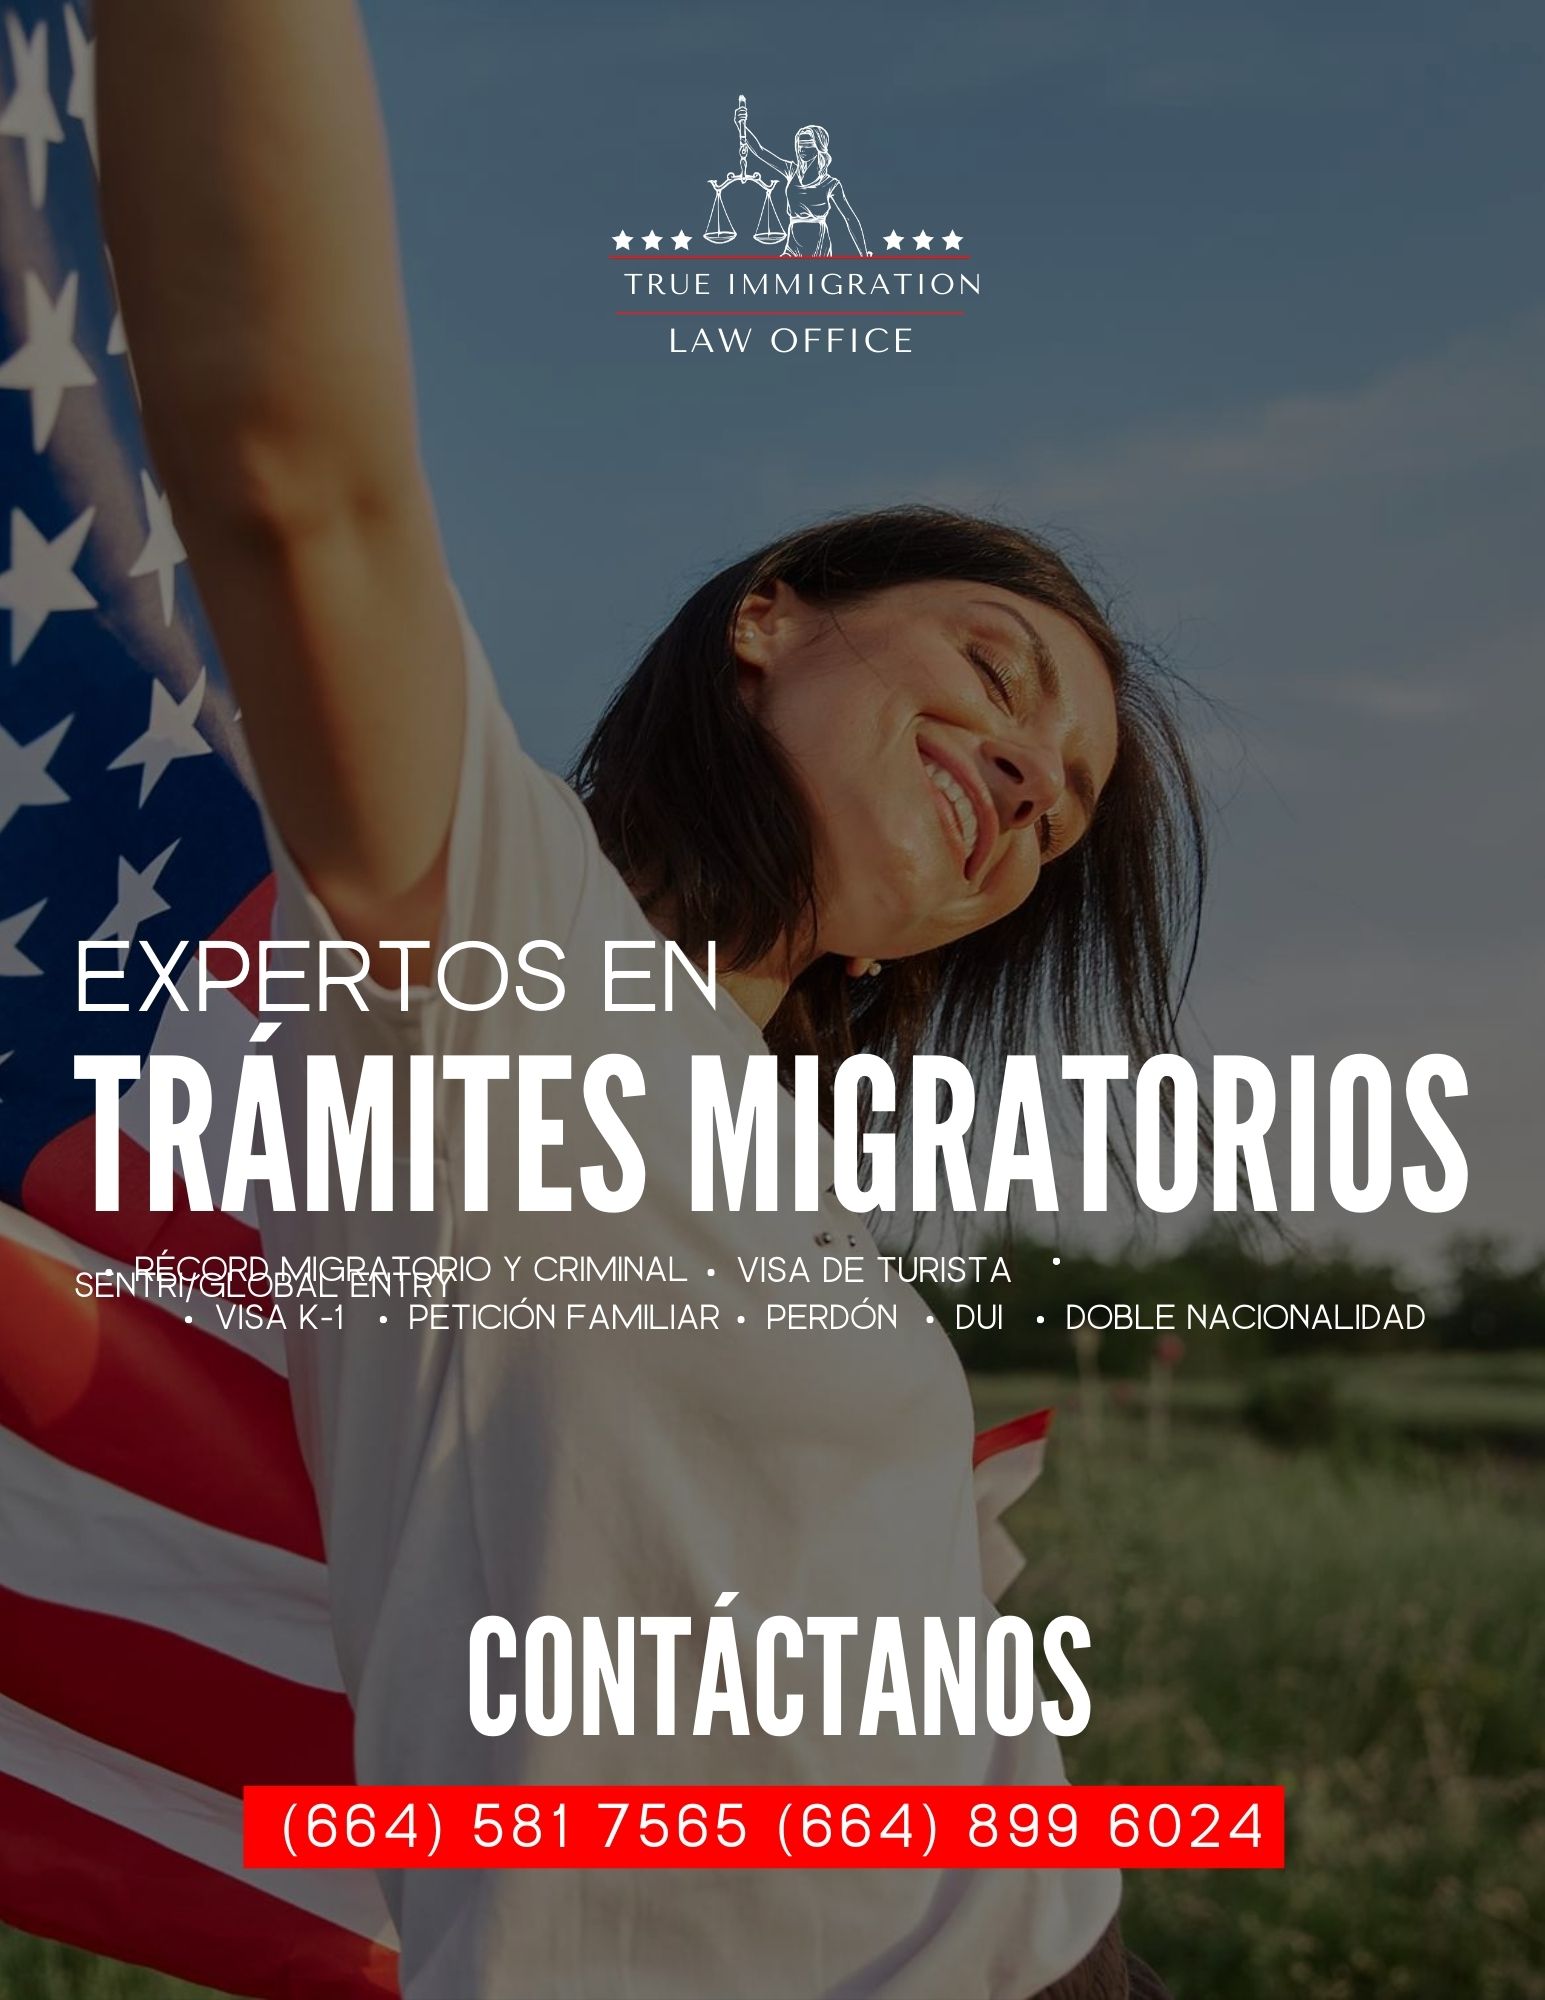 TRUE IMMIGRATION
LAW OFFICE
EXPERTOS EN
TRÁMITES MIGRATORIOS
• RÉCORD MIGRATORIO Y CRIMINAL • VISA DE TURISTA •
SENTRI/GLOBAL ENTRY
• VISA K-1 • PETICIÓN FAMILIAR • PERDÓN • DUI • DOBLE NACIONALIDAD
CONTÁCTANOS
(664) 581 7565 (664) 899 6024